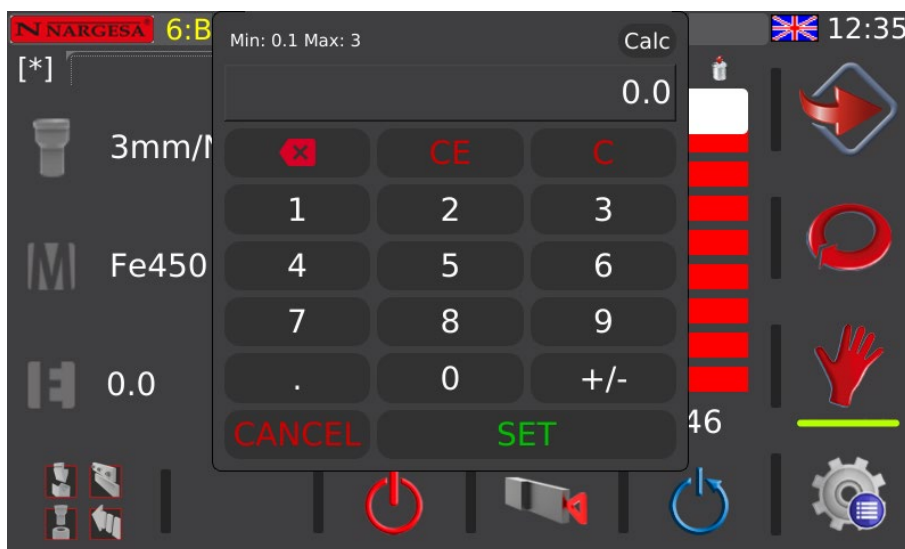 N NARGESA
6:B
12:35
Min: 0.1 Max: 3
Calc
[*]
0.0
3mm/
CE
C
1 2 3
Fe450
4 5 6
7 8 9
0.0
. 0 +/-
CANCEL
SET
46